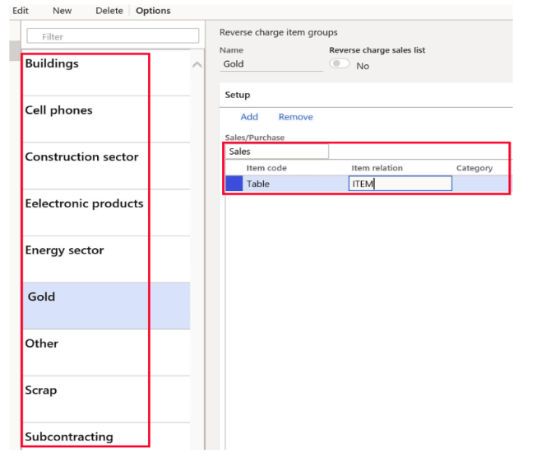 Edit New Delete Options
Filter
Buildings
Cell phones
Construction sector
Eelectronic products
Energy sector
Gold
Other
Scrap
Subcontracting
Reverse charge item groups
Name Reverse charge sales list
Gold No
Setup
Add Remove
Sales/Purchase
Sales
Item code Item relation Category
Table ITEM